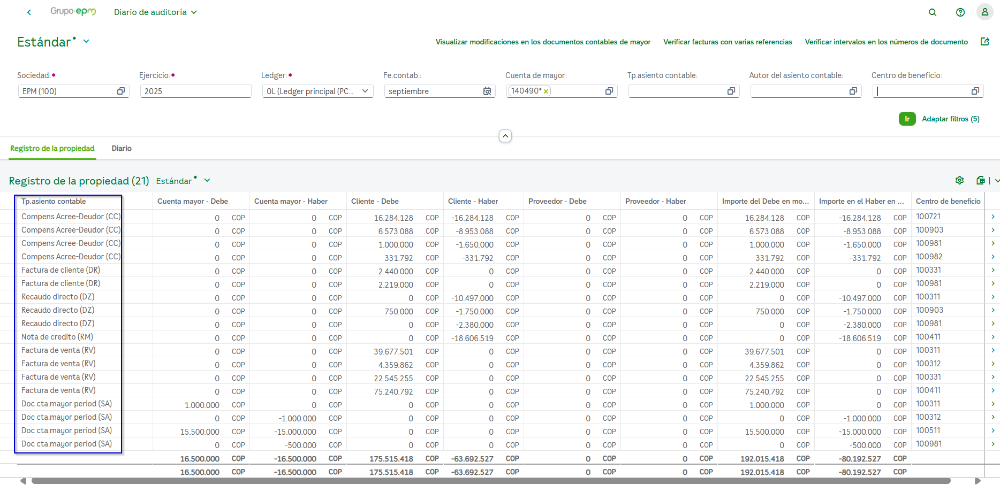 Grupo·epm Diario de auditoría
Estándar Visualizar modificaciones en los documentos contables de mayor Verificar facturas con varias referencias Verificar intervalos en los números de documento
Sociedad: Ejercicio: Ledger: Fe.contab.: Cuenta de mayor: Tp.asiento contable: Autor del asiento contable: Centro de beneficio:
EPM (100) 2025 0L (Ledger principal (PC... septiembre 140490*
Ir Adaptar filtros (5)
Registro de la propiedad Diario
Registro de la propiedad (21) Estándar
Tp.asiento contable Cuenta mayor - Debe Cuenta mayor - Haber Cliente - Debe Cliente - Haber Proveedor - Debe Proveedor - Haber Importe del Debe en mo... Importe en el Haber en ... Centro de beneficio
Compens Acree-Deudor (CC) 0 COP 0 COP 16.284.128 COP -16.284.128 COP 0 COP 0 COP 16.284.128 COP -16.284.128 COP 100721
Compens Acree-Deudor (CC) 0 COP 0 COP 6.573.088 COP -8.953.088 COP 0 COP 0 COP 6.573.088 COP -8.953.088 COP 100903
Compens Acree-Deudor (CC) 0 COP 0 COP 1.000.000 COP -1.650.000 COP 0 COP 0 COP 1.000.000 COP -1.650.000 COP 100981
Compens Acree-Deudor (CC) 0 COP 0 COP 331.792 COP -331.792 COP 0 COP 0 COP 331.792 COP -331.792 COP 100982
Factura de cliente (DR) 0 COP 0 COP 2.440.000 COP 0 COP 0 COP 0 COP 2.440.000 COP 0 COP 100331
Factura de cliente (DR) 0 COP 0 COP 2.219.000 COP 0 COP 0 COP 0 COP 2.219.000 COP 0 COP 100981
Recaudo directo (DZ) 0 COP 0 COP 0 COP -10.497.000 COP 0 COP 0 COP 0 COP -10.497.000 COP 100311
Recaudo directo (DZ) 0 COP 0 COP 750.000 COP -1.750.000 COP 0 COP 0 COP 750.000 COP -1.750.000 COP 100903
Recaudo directo (DZ) 0 COP 0 COP 0 COP -2.380.000 COP 0 COP 0 COP 0 COP -2.380.000 COP 100981
Nota de credito (RM) 0 COP 0 COP 0 COP -18.606.519 COP 0 COP 0 COP 0 COP -18.606.519 COP 100411
Factura de venta (RV) 0 COP 0 COP 39.677.501 COP 0 COP 0 COP 0 COP 39.677.501 COP 0 COP 100311
Factura de venta (RV) 0 COP 0 COP 4.359.862 COP 0 COP 0 COP 0 COP 4.359.862 COP 0 COP 100312
Factura de venta (RV) 0 COP 0 COP 22.545.255 COP 0 COP 0 COP 0 COP 22.545.255 COP 0 COP 100331
Factura de venta (RV) 0 COP 0 COP 75.240.792 COP 0 COP 0 COP 0 COP 75.240.792 COP 0 COP 100411
Doc cta.mayor period (SA) 1.000.000 COP 0 COP 0 COP 0 COP 0 COP 0 COP 1.000.000 COP 0 COP 100311
Doc cta.mayor period (SA) 0 COP -1.000.000 COP 0 COP 0 COP 0 COP 0 COP 0 COP -1.000.000 COP 100312
Doc cta.mayor period (SA) 15.500.000 COP -15.000.000 COP 0 COP 0 COP 0 COP 0 COP 15.500.000 COP -15.000.000 COP 100511
Doc cta.mayor period (SA) 0 COP -500.000 COP 0 COP 0 COP 0 COP 0 COP 0 COP -500.000 COP 100981
16.500.000 COP -16.500.000 COP 175.515.418 COP -63.692.527 COP 0 COP 0 COP 192.015.418 COP -80.192.527 COP
16.500.000 COP -16.500.000 COP 175.515.418 COP -63.692.527 COP 0 COP 0 COP 192.015.418 COP -80.192.527 COP